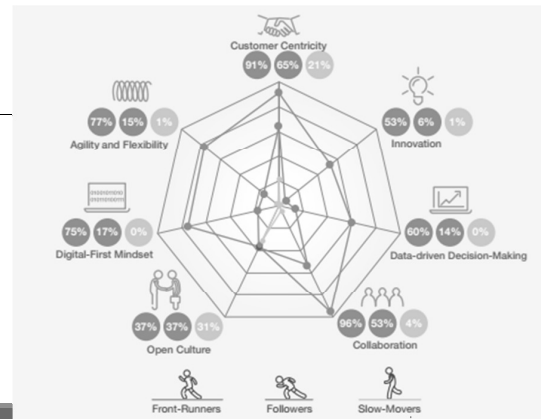 Customer Centricity
91% 65% 21%
77% 15% 1%
Agility and Flexibility
53% 6% 1%
Innovation
75% 17% 0%
Digital-First Mindset
60% 14% 0%
Data-driven Decision-Making
37% 37% 31%
Open Culture
96% 53% 4%
Collaboration
Front-Runners
Followers
Slow-Movers